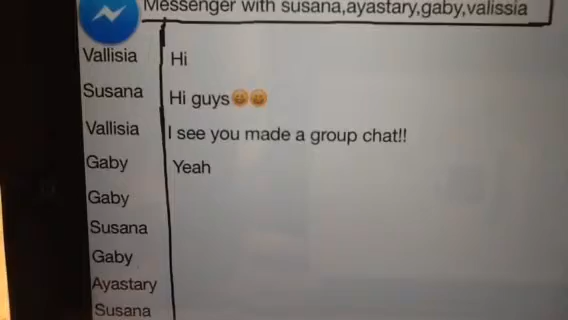 Messenger with susana,ayastary,gaby,valissia
Vallisia Hi
Susana Hi guys😄😄
Vallisia I see you made a group chat!!
Gaby Yeah
Gaby
Susana
Gaby
Ayastary
Susana